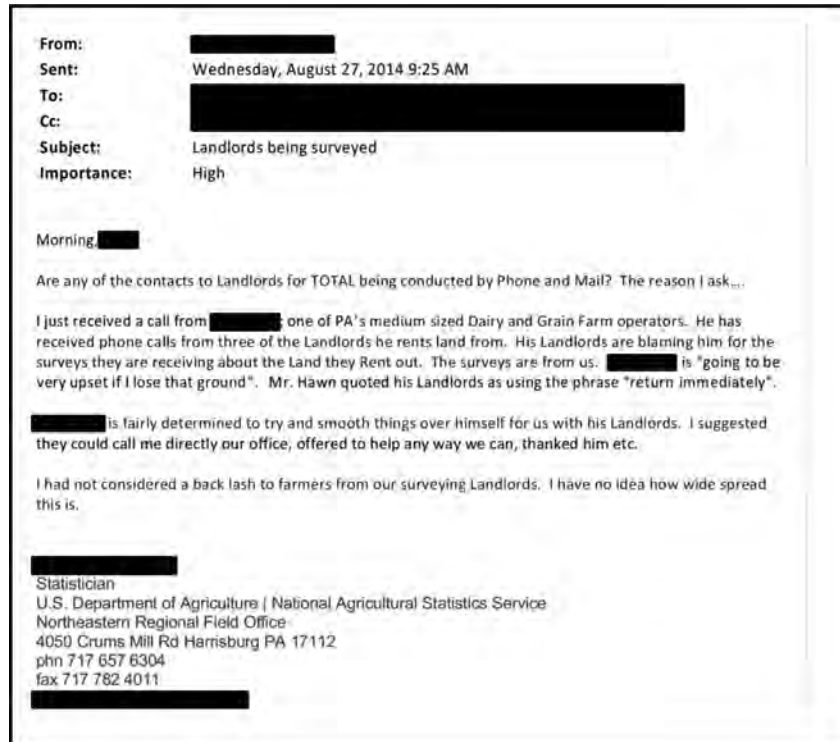 From:
Sent: Wednesday, August 27, 2014 9:25 AM
To:
Cc:
Subject: Landlords being surveyed
Importance: High
Morning,
Are any of the contacts to Landlords for TOTAL being conducted by Phone and Mail? The reason I ask....
I just received a call from ; one of PA's medium sized Dairy and Grain Farm operators. He has
received phone calls from three of the Landlords he rents land from. His Landlords are blaming him for the
surveys they are receiving about the Land they Rent out. The surveys are from us. is "going to be
very upset if I lose that ground". Mr. Hawn quoted his Landlords as using the phrase "return immediately".
is fairly determined to try and smooth things over himself for us with his Landlords. I suggested
they could call me directly our office, offered to help any way we can, thanked him etc.
I had not considered a back lash to farmers from our surveying Landlords. I have no idea how wide spread
this is.
Statistician
U.S. Department of Agriculture | National Agricultural Statistics Service
Northeastern Regional Field Office
4050 Crums Mill Rd Harrisburg PA 17112
phn 717 657 6304
fax 717 782 4011